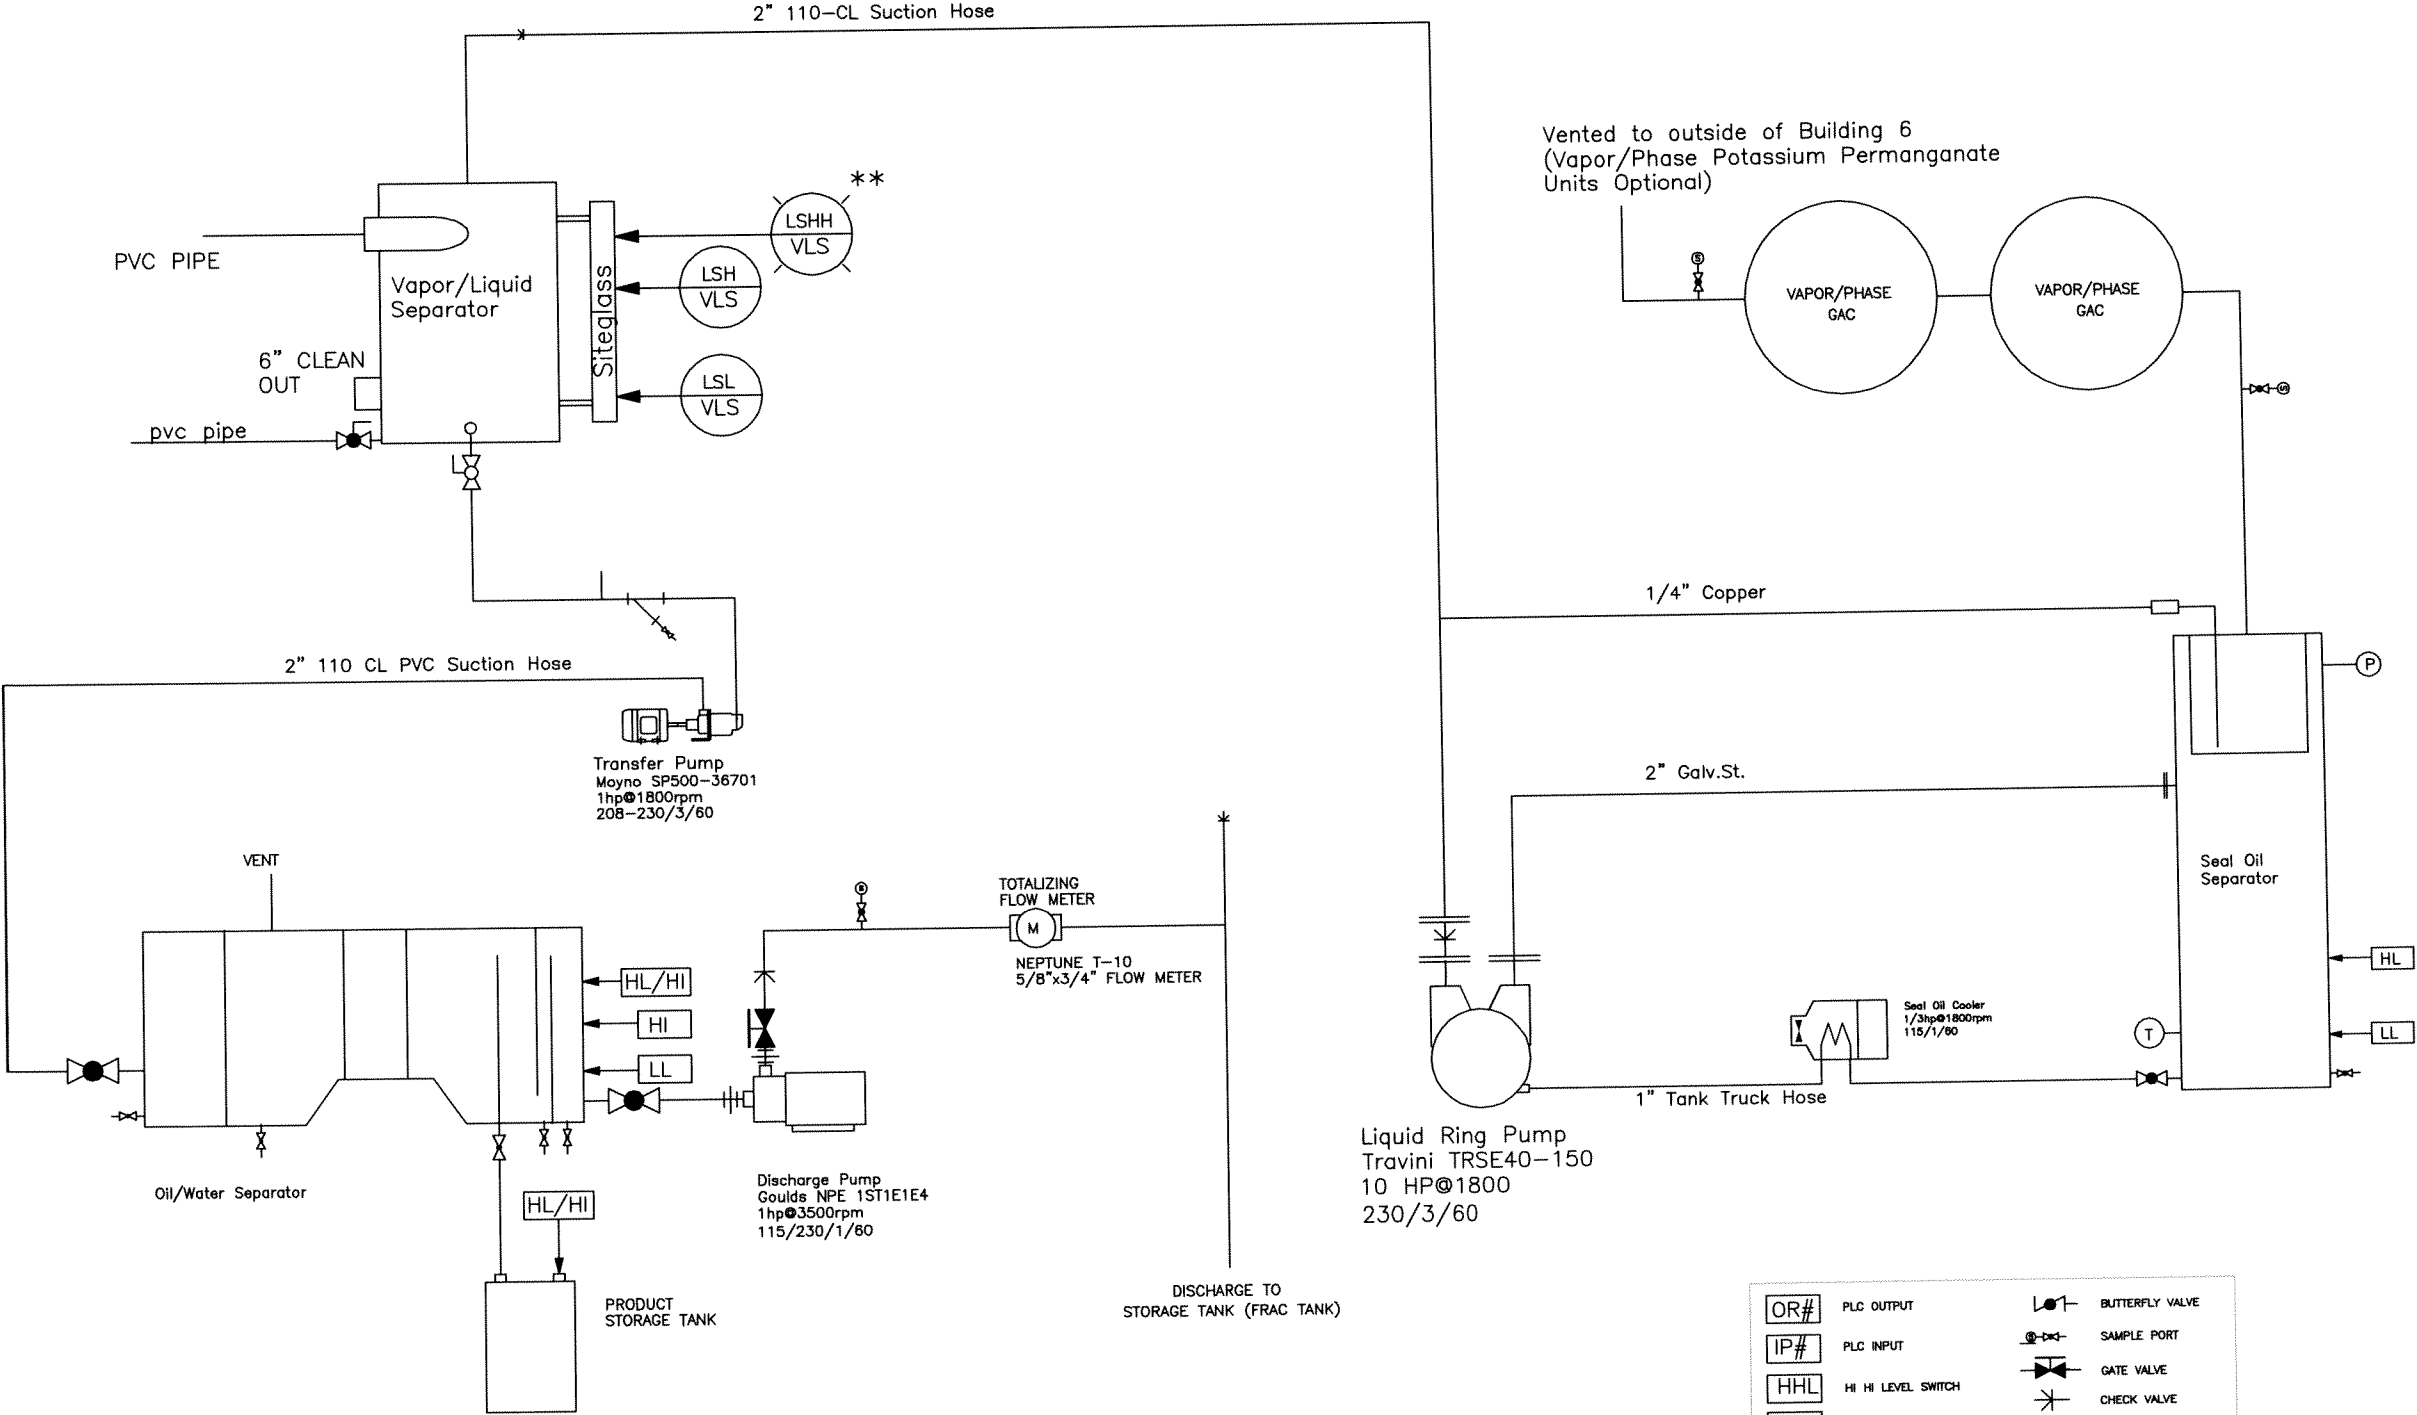 2" 110-CL Suction Hose
Vented to outside of Building 6
(Vapor/Phase Potassium Permanganate
Units Optional)
**
LSHH
VLS
PVC PIPE
LSH
VLS
Vapor/Liquid
Separator
Siteglass
VAPOR/PHASE
GAC
VAPOR/PHASE
GAC
S
S
6" CLEAN
OUT
LSL
VLS
pvc pipe
1/4" Copper
2" 110 CL PVC Suction Hose
P
Transfer Pump
Moyno SP500-36701
1hp@1800rpm
208-230/3/60
2" Galv.St.
VENT
Seal Oil
Separator
S
TOTALIZING
FLOW METER
M
NEPTUNE T-10
5/8"x3/4" FLOW METER
HL/HI
HI
LL
HL
LL
T
Seal Oil Cooler
1/3hp@1800rpm
115/1/60
1" Tank Truck Hose
Liquid Ring Pump
Travini TRSE40-150
10 HP@1800
230/3/60
Oil/Water Separator
Discharge Pump
Goulds NPE 1ST1E1E4
1hp@3500rpm
115/230/1/60
HL/HI
PRODUCT
STORAGE TANK
DISCHARGE TO
STORAGE TANK (FRAC TANK)
OR# PLC OUTPUT
BUTTERFLY VALVE
IP# PLC INPUT
S SAMPLE PORT
GATE VALVE
HHL HI HI LEVEL SWITCH
CHECK VALVE